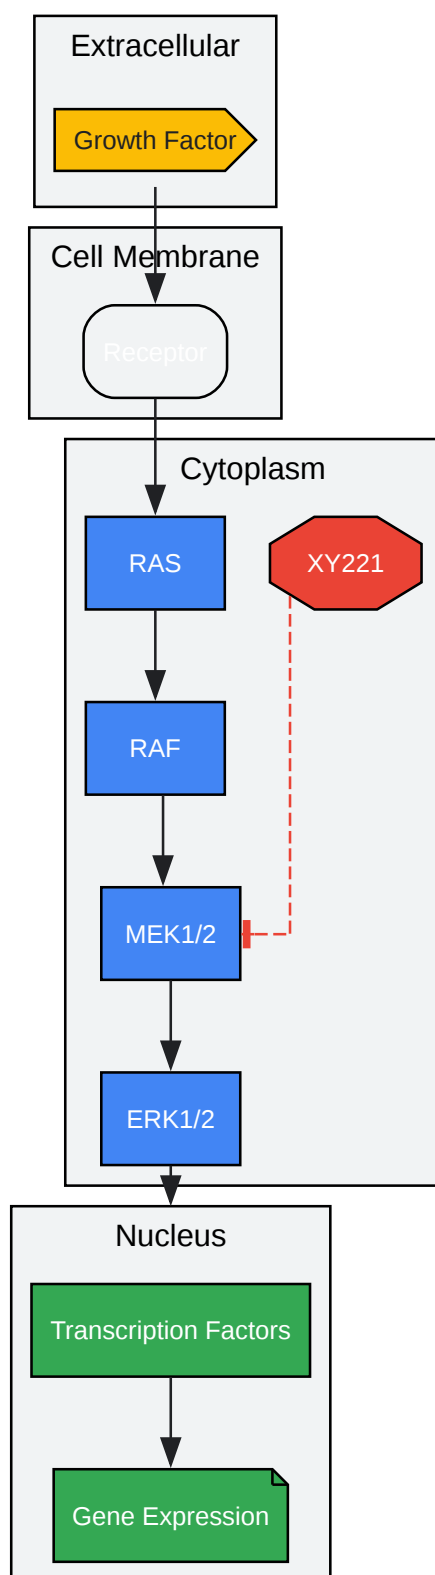 Extracellular
Growth Factor
Cell Membrane
Receptor
Cytoplasm
RAS
XY221
RAF
MEK1/2
ERK1/2
Nucleus
Transcription Factors
Gene Expression